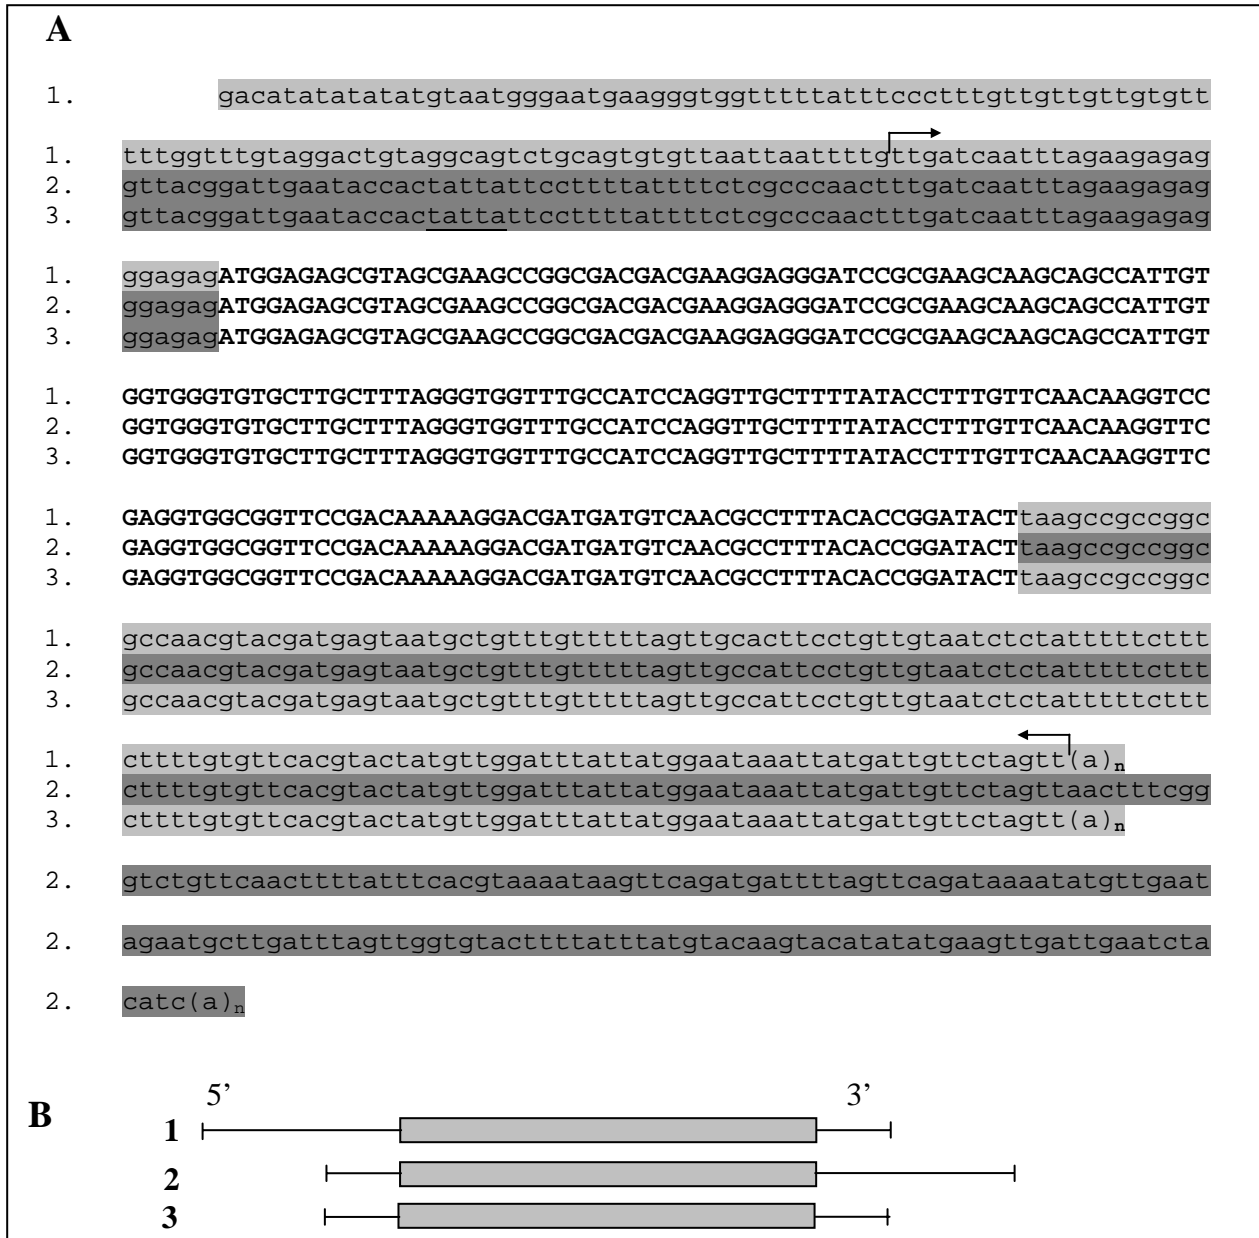 A
1. gacatatatatatgtaatgggaatgaagggtggtttttatttccctttgttgttgttgtgtt
1. tttggtttgtaggactgtaggcagtctgcagtgtgttaattaattttgttgatcaatttagaagagag
2. gttacggattgaataccactattattccttttattttctcgcccaactttgatcaatttagaagagag
3. gttacggattgaataccactattattccttttattttctcgcccaactttgatcaatttagaagagag
1. ggagagATGGAGAGCGTAGCGAAGCCGGCGACGACGAAGGAGGGATCCGCGAAGCAAGCAGCCATTGT
2. ggagagATGGAGAGCGTAGCGAAGCCGGCGACGACGAAGGAGGGATCCGCGAAGCAAGCAGCCATTGT
3. ggagagATGGAGAGCGTAGCGAAGCCGGCGACGACGAAGGAGGGATCCGCGAAGCAAGCAGCCATTGT
1. GGTGGGTGTGCTTGCTTTAGGGTGGTTTGCCATCCAGGTTGCTTTTATACCTTTGTTCAACAAGGTCC
2. GGTGGGTGTGCTTGCTTTAGGGTGGTTTGCCATCCAGGTTGCTTTTATACCTTTGTTCAACAAGGTTC
3. GGTGGGTGTGCTTGCTTTAGGGTGGTTTGCCATCCAGGTTGCTTTTATACCTTTGTTCAACAAGGTTC
1. GAGGTGGCGGTTCCGACAAAAAGGACGATGATGTCAACGCCTTTACACCGGATACTtaagccgccggc
2. GAGGTGGCGGTTCCGACAAAAAGGACGATGATGTCAACGCCTTTACACCGGATACTtaagccgccggc
3. GAGGTGGCGGTTCCGACAAAAAGGACGATGATGTCAACGCCTTTACACCGGATACTtaagccgccggc
1. gccaacgtacgatgagtaatgctgtttgtttttagttgcacttcctgttgtaatctctatttttcttt
2. gccaacgtacgatgagtaatgctgtttgtttttagttgccattcctgttgtaatctctatttttcttt
3. gccaacgtacgatgagtaatgctgtttgtttttagttgccattcctgttgtaatctctatttttcttt
1. cttttgtgttcacgtactatgttggatttattatggaataaattatgattgttctagtt(a)n
2. cttttgtgttcacgtactatgttggatttattatggaataaattatgattgttctagttaactttcgg
3. cttttgtgttcacgtactatgttggatttattatggaataaattatgattgttctagtt(a)n
2. gtctgttcaacttttatttcacgtaaaataagttcagatgattttagttcagataaaatatgttgaat
2. agaatgcttgatttagttggtgtacttttatttatgtacaagtacatatatgaagttgattgaatcta
2. catc(a)n
5’ 3’
B
1
2
3